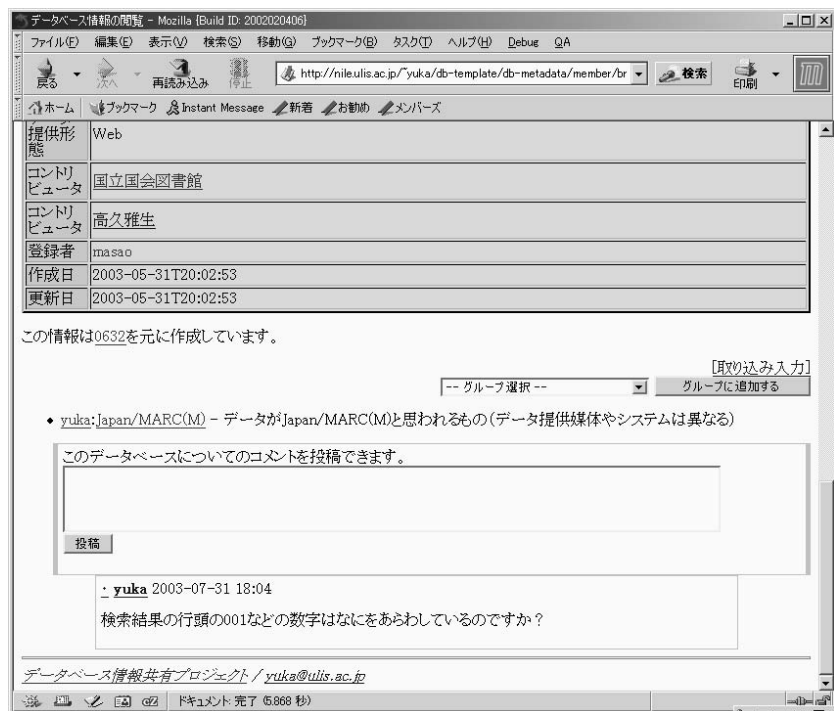 データベース情報の閲覧 - Mozilla {Build ID: 2002020406}
ファイル(F) 編集(E) 表示(V) 検索(S) 移動(G) ブックマーク(B) タスク(T) ヘルプ(H) Debug QA
戻る 次へ 再読み込み 停止 http://nile.ulis.ac.jp/~yuka/db-template/db-metadata/member/br 検索 印刷
ホーム ブックマーク Instant Message 新着 お勧め メンバーズ
提供形態 Web
コントリビュータ 国立国会図書館
コントリビュータ 高久雅生
登録者 masao
作成日 2003-05-31T20:02:53
更新日 2003-05-31T20:02:53
この情報は0632を元に作成しています。
[取り込み入力]
-- グループ選択 -- グループに追加する
• yuka:Japan/MARC(M) - データがJapan/MARC(M)と思われるもの(データ提供媒体やシステムは異なる)
このデータベースについてのコメントを投稿できます。
投稿
・ yuka 2003-07-31 18:04
検索結果の行頭の001などの数字はなにをあらわしているのですか?
データベース情報共有プロジェクト / yuka@ulis.ac.jp
ドキュメント: 完了 (5.868 秒)